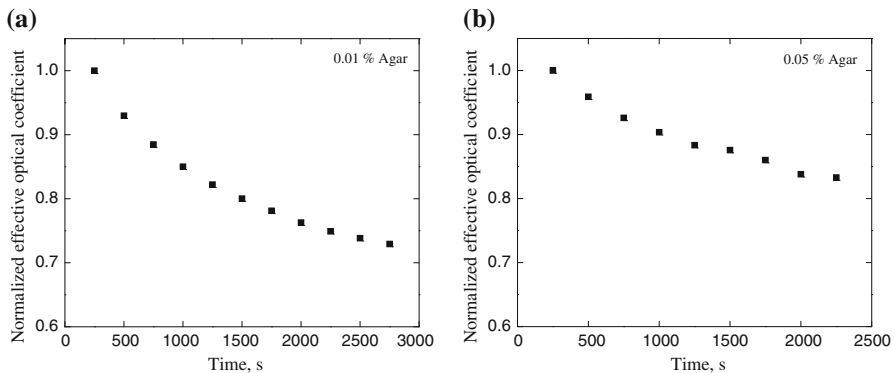 (a)
Normalized effective optical coefficient
0.01 % Agar
1.0
0.9
0.8
0.7
0.6
0 500 1000 1500 2000 2500 3000
Time, s
(b)
Normalized effective optical coefficient
0.05 % Agar
1.0
0.9
0.8
0.7
0.6
0 500 1000 1500 2000 2500
Time, s